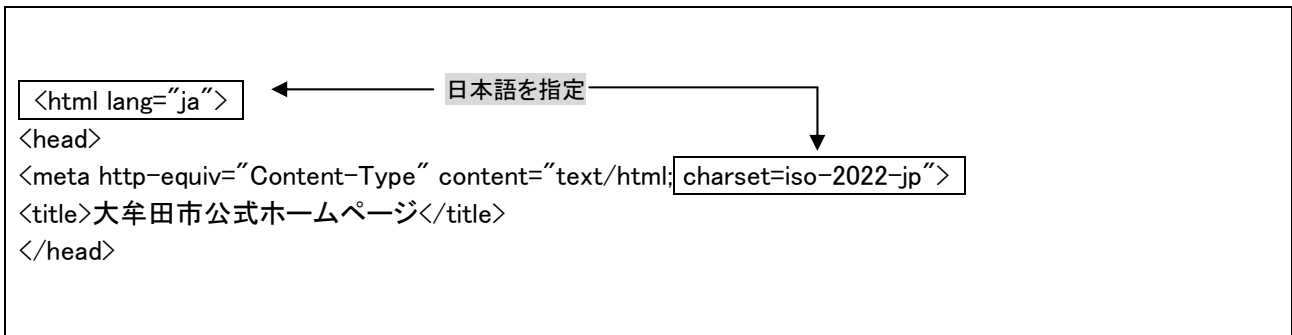 <html lang="ja"> 日本語を指定
<head>
<meta http-equiv="Content-Type" content="text/html; charset=iso-2022-jp">
<title>大牟田市公式ホームページ</title>
</head>